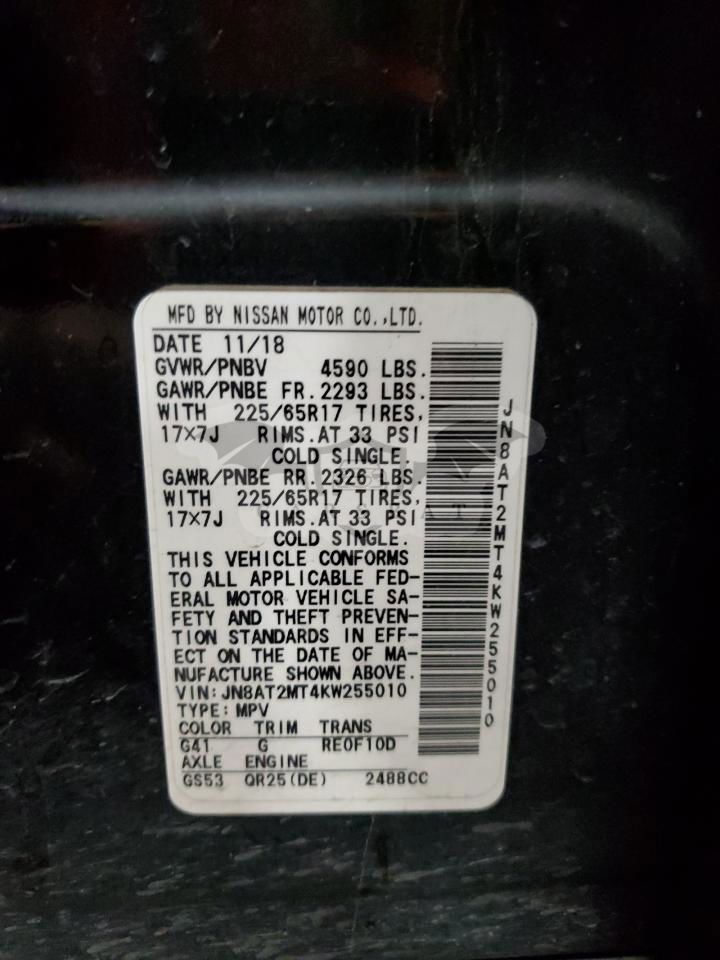 MFD BY NISSAN MOTOR CO.,LTD.
DATE 11/18
GVWR/PNBV 4590 LBS.
GAWR/PNBE FR.2293 LBS.
WITH 225/65R17 TIRES,
17×7J RIMS.AT 33 PSI
COLD SINGLE.
GAWR/PNBE RR.2326 LBS.
WITH 225/65R17 TIRES,
17×7J RIMS.AT 33 PSI
COLD SINGLE.
THIS VEHICLE CONFORMS
TO ALL APPLICABLE FED-
ERAL MOTOR VEHICLE SA-
FETY AND THEFT PREVEN-
TION STANDARDS IN EFF-
ECT ON THE DATE OF MA-
NUFACTURE SHOWN ABOVE.
VIN:JN8AT2MT4KW255010
TYPE:MPV
COLOR TRIM TRANS
G41 G RE0F10D
AXLE ENGINE
GS53 QR25(DE) 2488CC
JN8AT2MT4KW255010